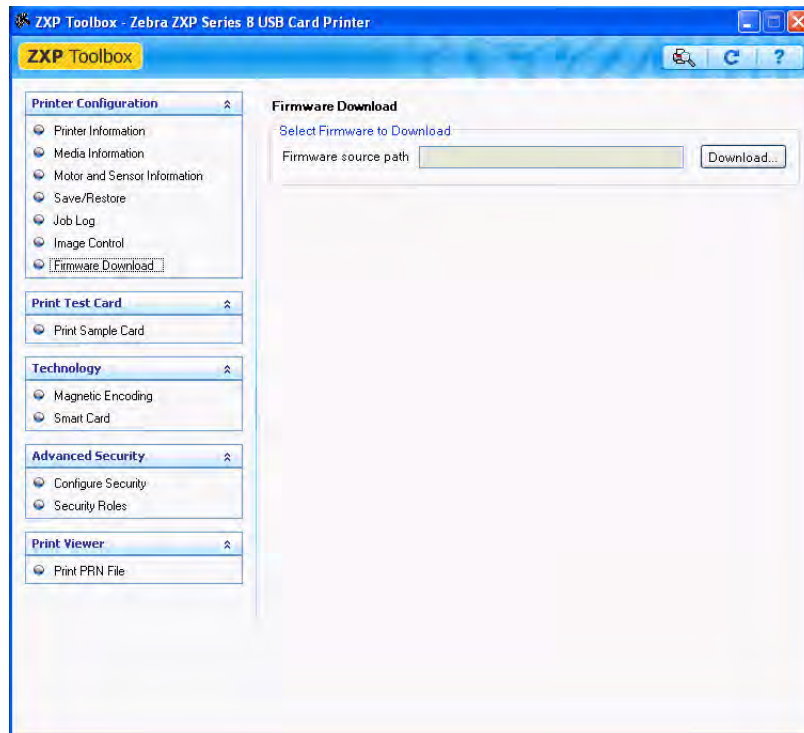 ZXP Toolbox - Zebra ZXP Series 8 USB Card Printer
ZXP Toolbox
?
Printer Configuration
Printer Information
Media Information
Motor and Sensor Information
Save/Restore
Job Log
Image Control
Firmware Download
Print Test Card
Print Sample Card
Technology
Magnetic Encoding
Smart Card
Advanced Security
Configure Security
Security Roles
Print Viewer
Print PRN File
Firmware Download
Select Firmware to Download
Firmware source path
Download...